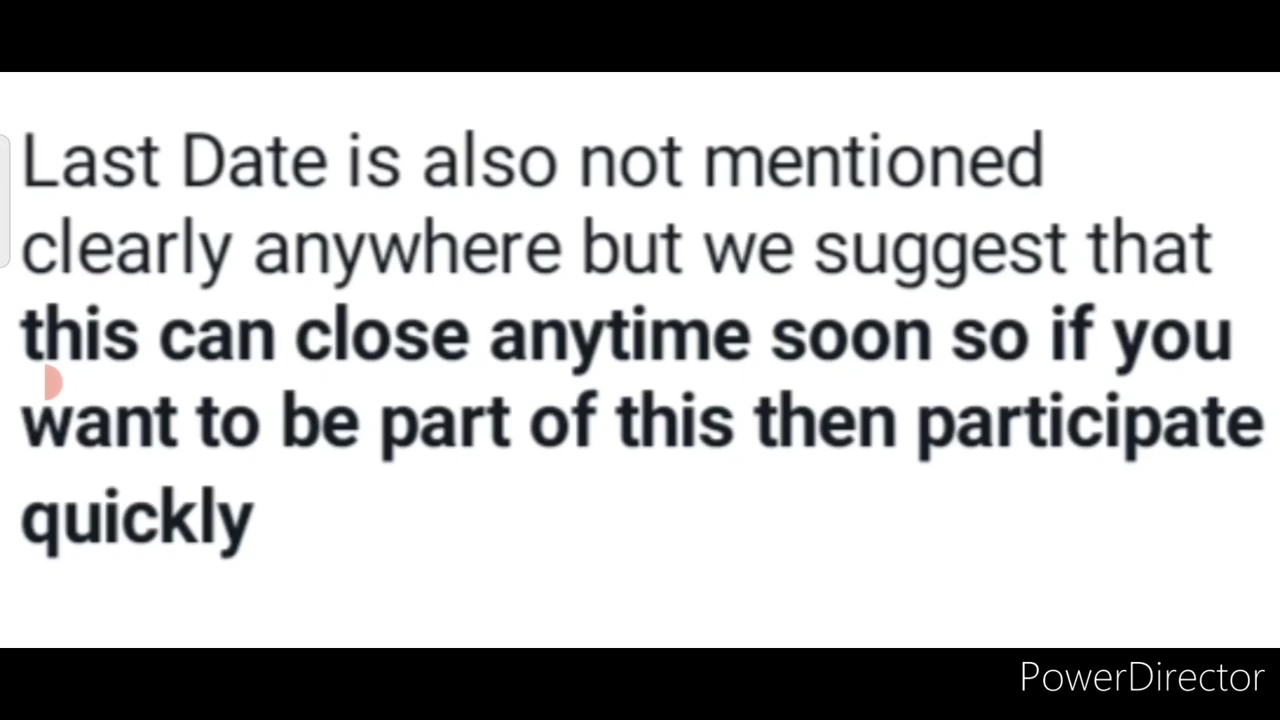 Last Date is also not mentioned
clearly anywhere but we suggest that
this can close anytime soon so if you
want to be part of this then participate
quickly
PowerDirector